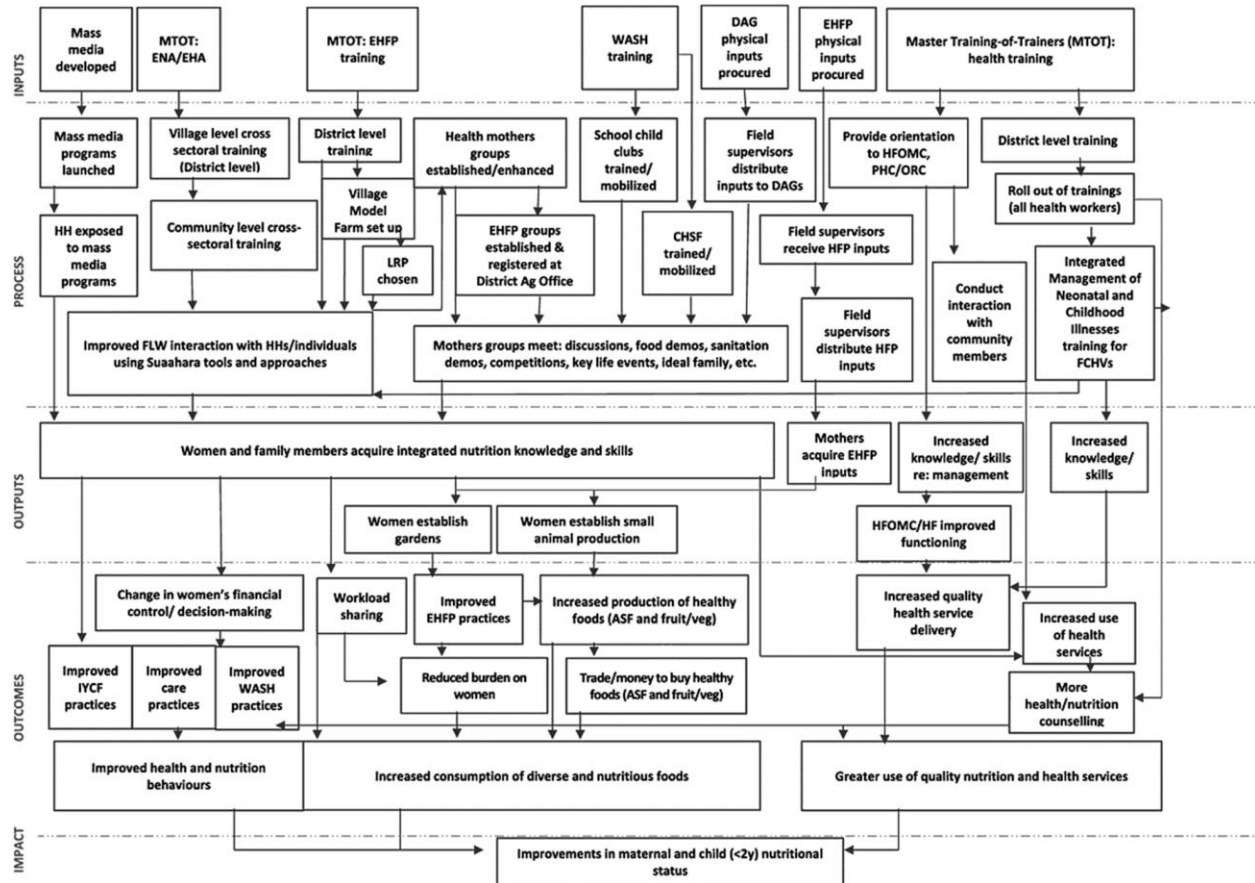 INPUTS
Mass
media
developed
MTOT:
ENA/EHA
MTOT: EHFP
training
WASH
training
DAG
physical
inputs
procured
EHFP
physical
inputs
procured
Master Training-of-Trainers (MTOT):
health training
PROCESS
Mass media
programs
launched
Village level cross
sectoral training
(District level)
District level
training
Health mothers
groups
established/enhanced
School child
clubs
trained/
mobilized
Field
supervisors
distribute
inputs to DAGs
Provide orientation
to HFOMC,
PHC/ORC
District level training
Village
Model
Farm set up
Roll out of trainings
(all health workers)
HH exposed
to mass
media
programs
Community level cross-
sectoral training
LRP
chosen
EHFP groups
established &
registered at
District Ag Office
CHSF
trained/
mobilized
Field supervisors
receive HFP inputs
Conduct
interaction
with
community
members
Integrated
Management of
Neonatal and
Childhood
Illnesses
training for
FCHVs
Improved FLW interaction with HHs/individuals
using Suaahara tools and approaches
Mothers groups meet: discussions, food demos, sanitation
demos, competitions, key life events, ideal family, etc.
Field
supervisors
distribute HFP
inputs
OUTPUTS
Women and family members acquire integrated nutrition knowledge and skills
Mothers
acquire EHFP
inputs
Increased
knowledge/ skills
re: management
Increased
knowledge/
skills
Women establish
gardens
Women establish small
animal production
HFOMC/HF improved
functioning
OUTCOMES
Change in women's financial
control/ decision-making
Workload
sharing
Improved
EHFP practices
Increased production of healthy
foods (ASF and fruit/veg)
Increased quality
health service
delivery
Increased use
of health
services
Improved
IYCF
practices
Improved
care
practices
Improved
WASH
practices
Reduced burden on
women
Trade/money to buy healthy
foods (ASF and fruit/veg)
More
health/nutrition
counselling
Improved health and nutrition
behaviours
Increased consumption of diverse and nutritious foods
Greater use of quality nutrition and health services
IMPACT
Improvements in maternal and child (<2y) nutritional
status